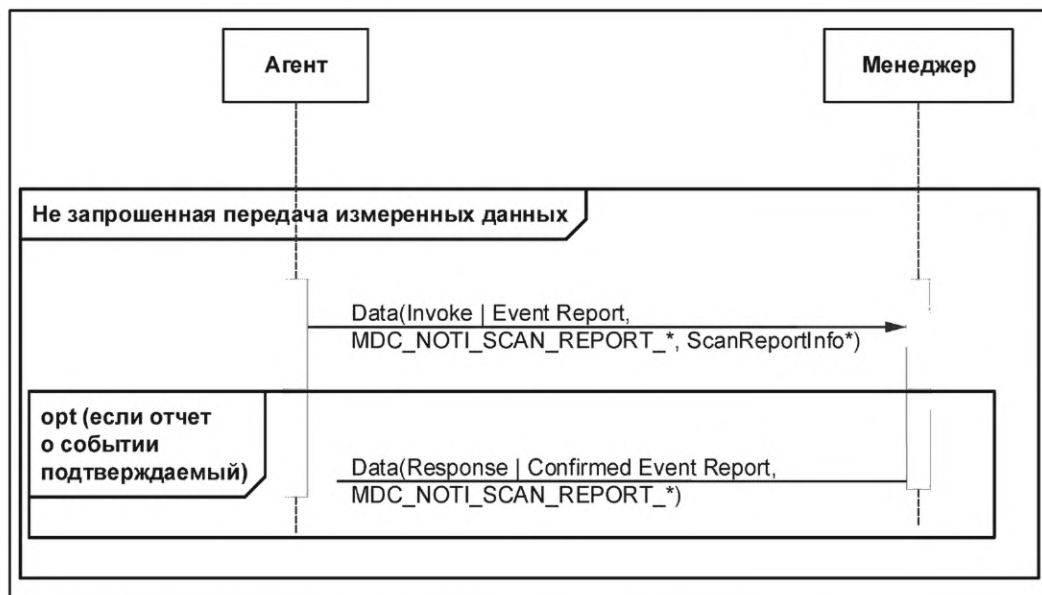 Агент
Менеджер
Не запрошенная передача измеренных данных
Data(Invoke | Event Report,
MDC_NOTI_SCAN_REPORT_*, ScanReportInfo*)
opt (если отчет
о событии
подтверждаемый)
Data(Response | Confirmed Event Report,
MDC_NOTI_SCAN_REPORT_*)